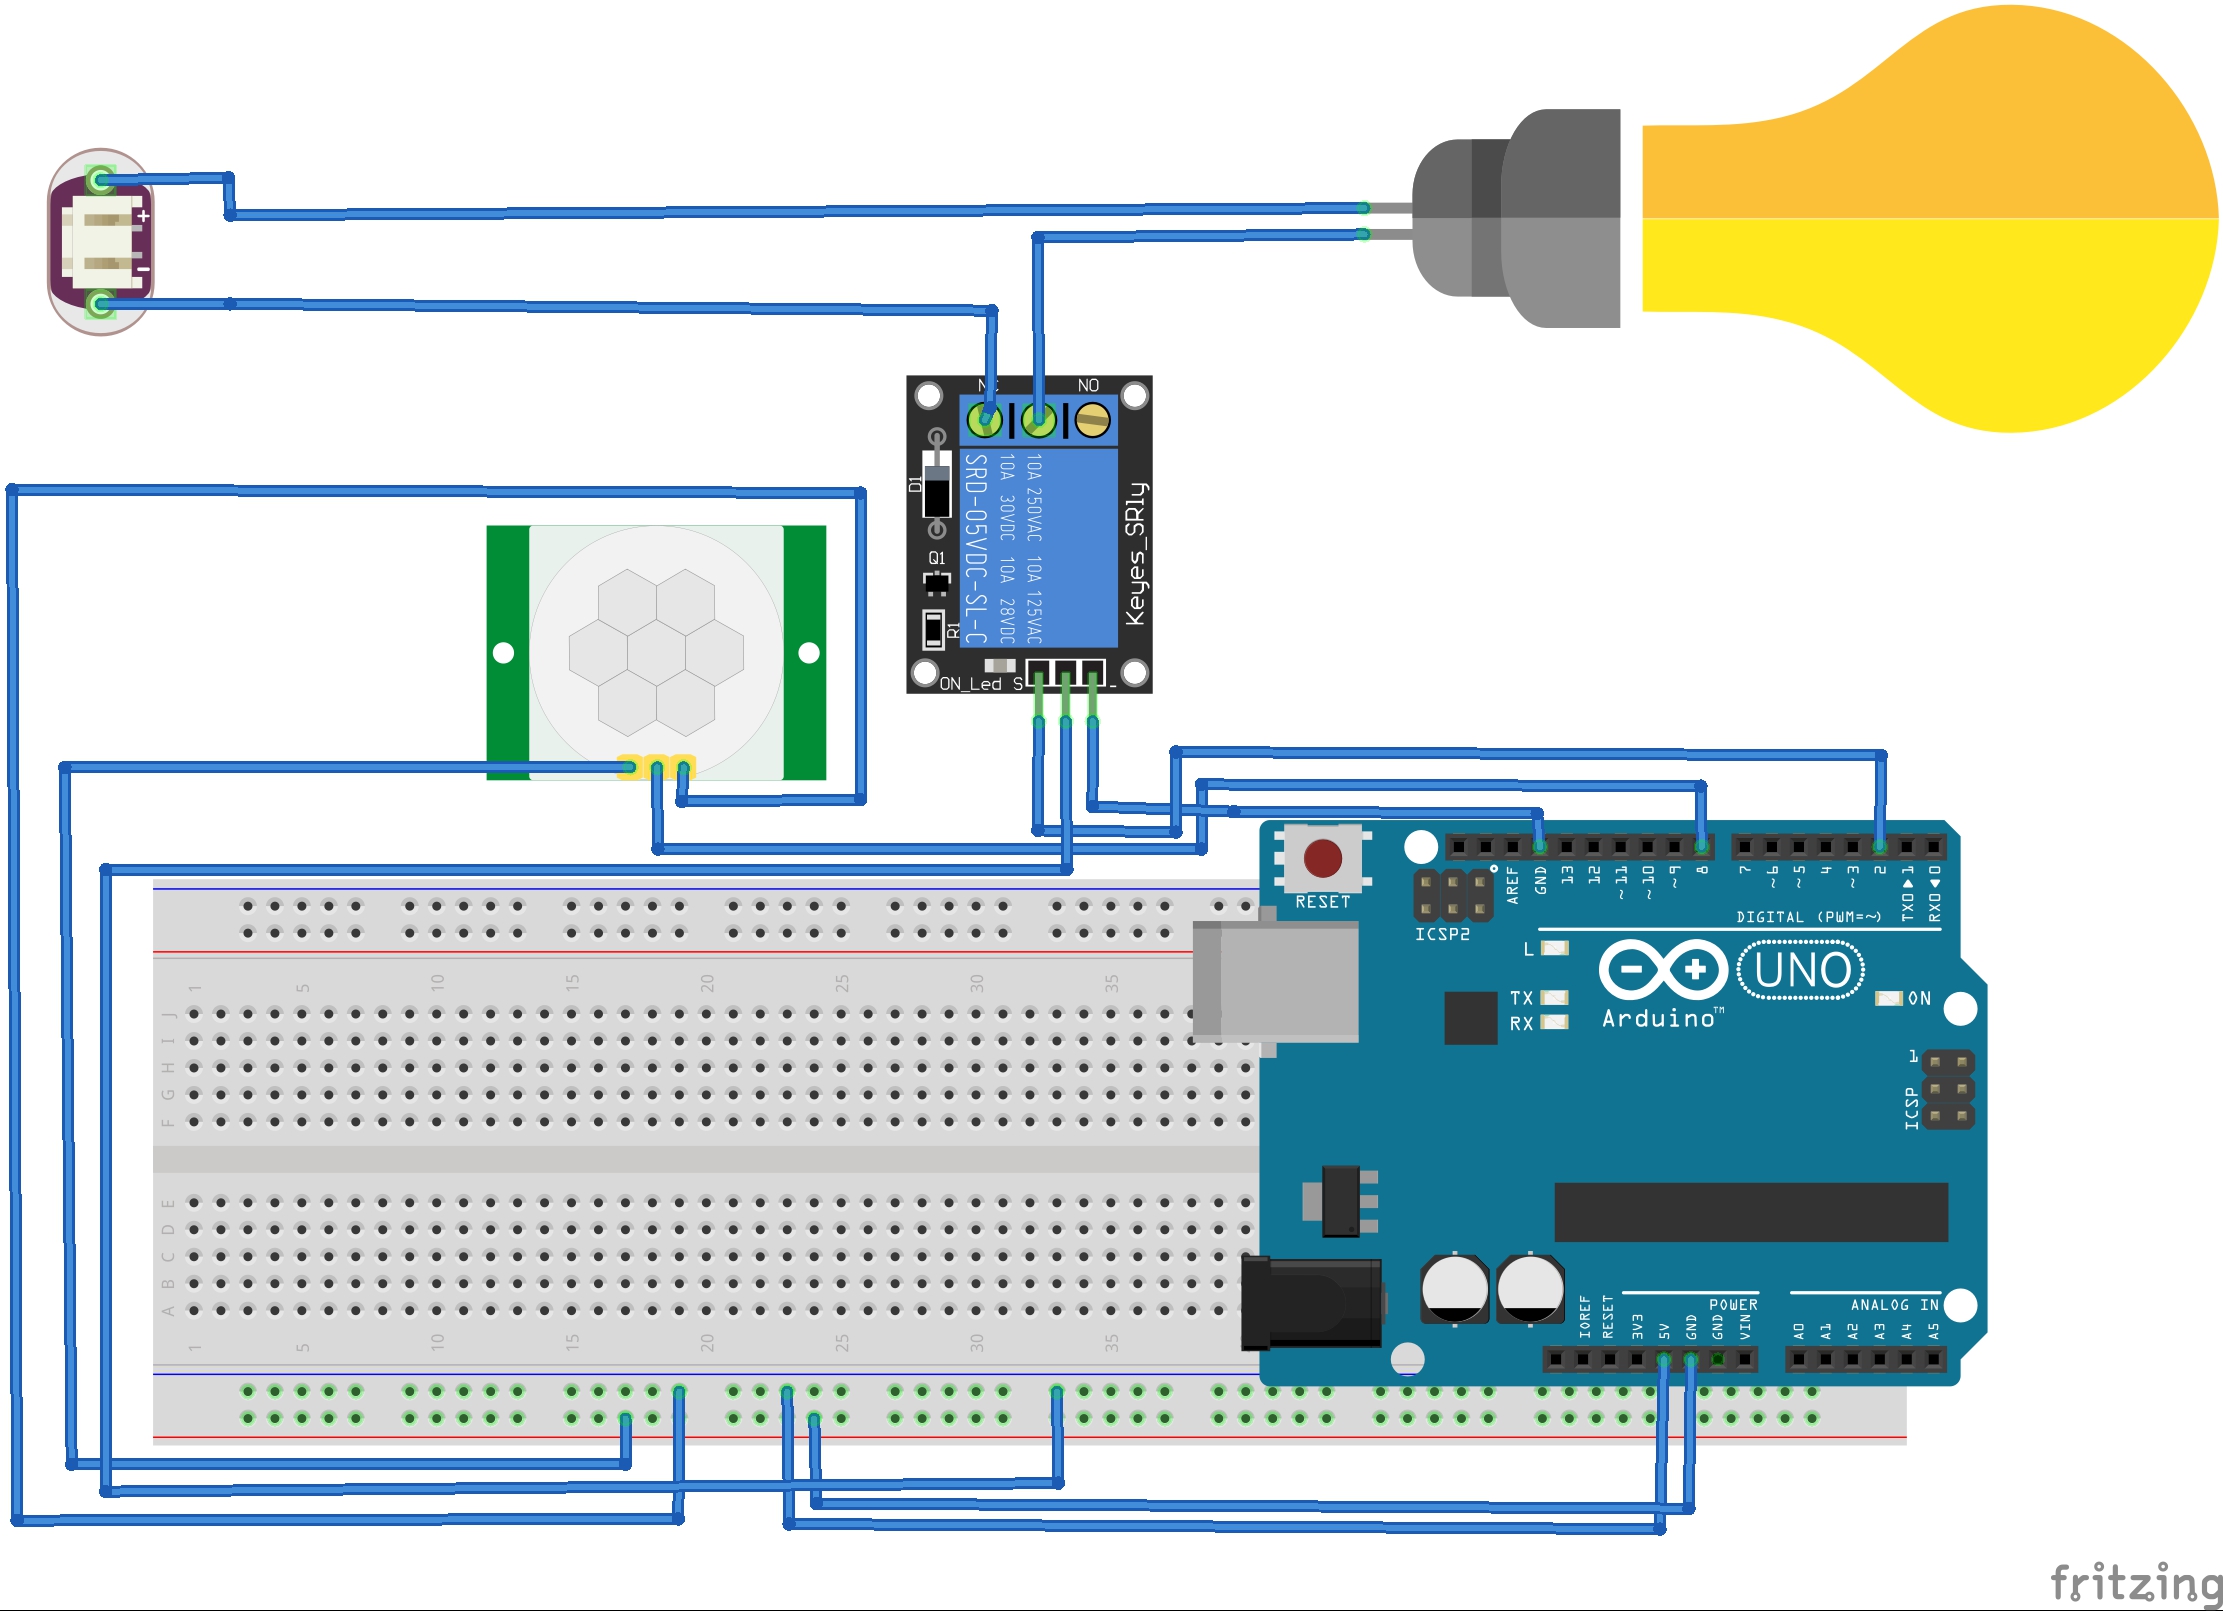 +
-
NC
NO
D1
SRD-05VDC-SL-C
10A 30VDC 10A 28VDC
10A 250VAC 10A 125VAC
Keyes_SRly
Q1
R1
ON_Led S
-
RESET
ICSP2
AREF
GND
13
12
~11
~10
~9
8
7
~6
~5
4
~3
2
TX0▶1
RX0◀0
DIGITAL (PWM=~)
L
TX
RX
Arduino™
UNO
ON
1
ICSP
1 5 10 15 20 25 30 35
J
I
H
G
F
E
D
C
B
A
1 5 10 15 20 25 30 35
IOREF
RESET
3V3
5V
GND
GND
VIN
POWER
ANALOG IN
A0
A1
A2
A3
A4
A5
fritzing